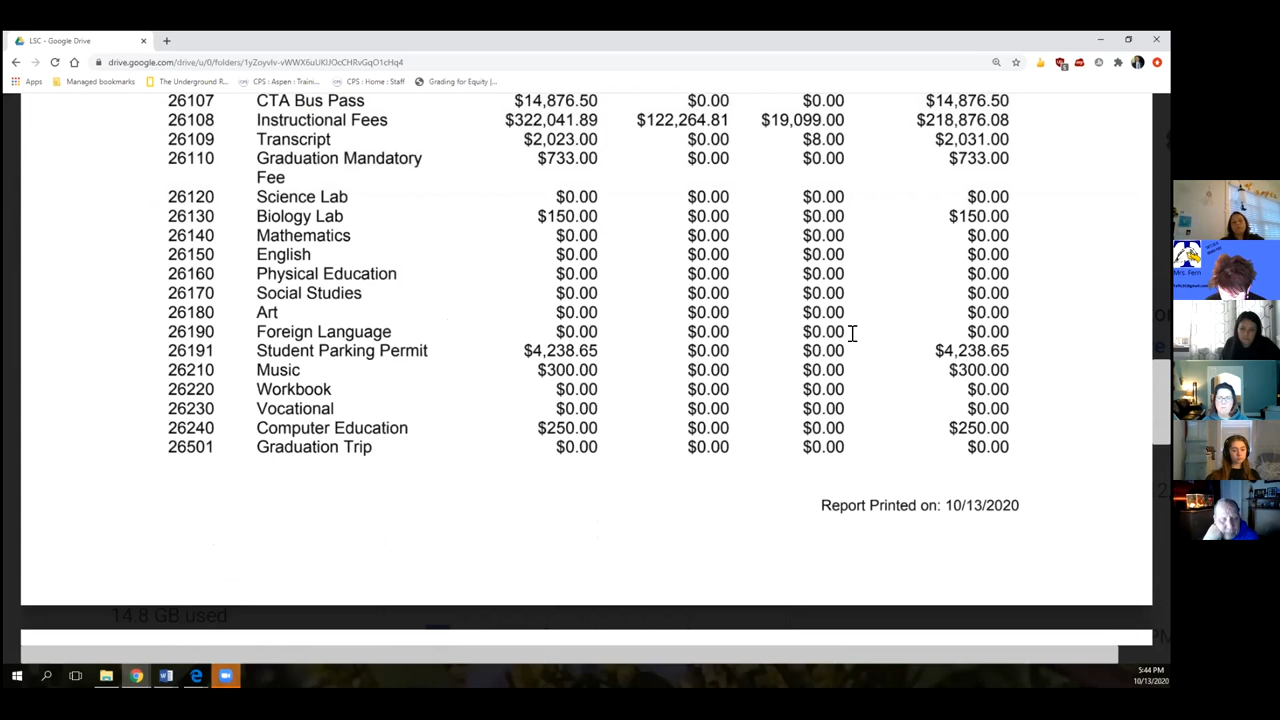 LSC - Google Drive
drive.google.com/drive/u/0/folders/1yZoyvIv-vWWX6uUKIJOcCHRvGqO1cHq4
Apps Managed bookmarks The Underground R... CPS : Aspen : Traini... CPS : Home : Staff Grading for Equity |...
26107 CTA Bus Pass $14,876.50 $0.00 $0.00 $14,876.50
26108 Instructional Fees $322,041.89 $122,264.81 $19,099.00 $218,876.08
26109 Transcript $2,023.00 $0.00 $8.00 $2,031.00
26110 Graduation Mandatory $733.00 $0.00 $0.00 $733.00
Fee
26120 Science Lab $0.00 $0.00 $0.00 $0.00
26130 Biology Lab $150.00 $0.00 $0.00 $150.00
26140 Mathematics $0.00 $0.00 $0.00 $0.00
26150 English $0.00 $0.00 $0.00 $0.00
26160 Physical Education $0.00 $0.00 $0.00 $0.00
26170 Social Studies $0.00 $0.00 $0.00 $0.00
26180 Art $0.00 $0.00 $0.00 $0.00
26190 Foreign Language $0.00 $0.00 $0.00 $0.00
26191 Student Parking Permit $4,238.65 $0.00 $0.00 $4,238.65
26210 Music $300.00 $0.00 $0.00 $300.00
26220 Workbook $0.00 $0.00 $0.00 $0.00
26230 Vocational $0.00 $0.00 $0.00 $0.00
26240 Computer Education $250.00 $0.00 $0.00 $250.00
26501 Graduation Trip $0.00 $0.00 $0.00 $0.00
Report Printed on: 10/13/2020
14.8 GB used
Mrs. Fern
5:44 PM
10/13/2020